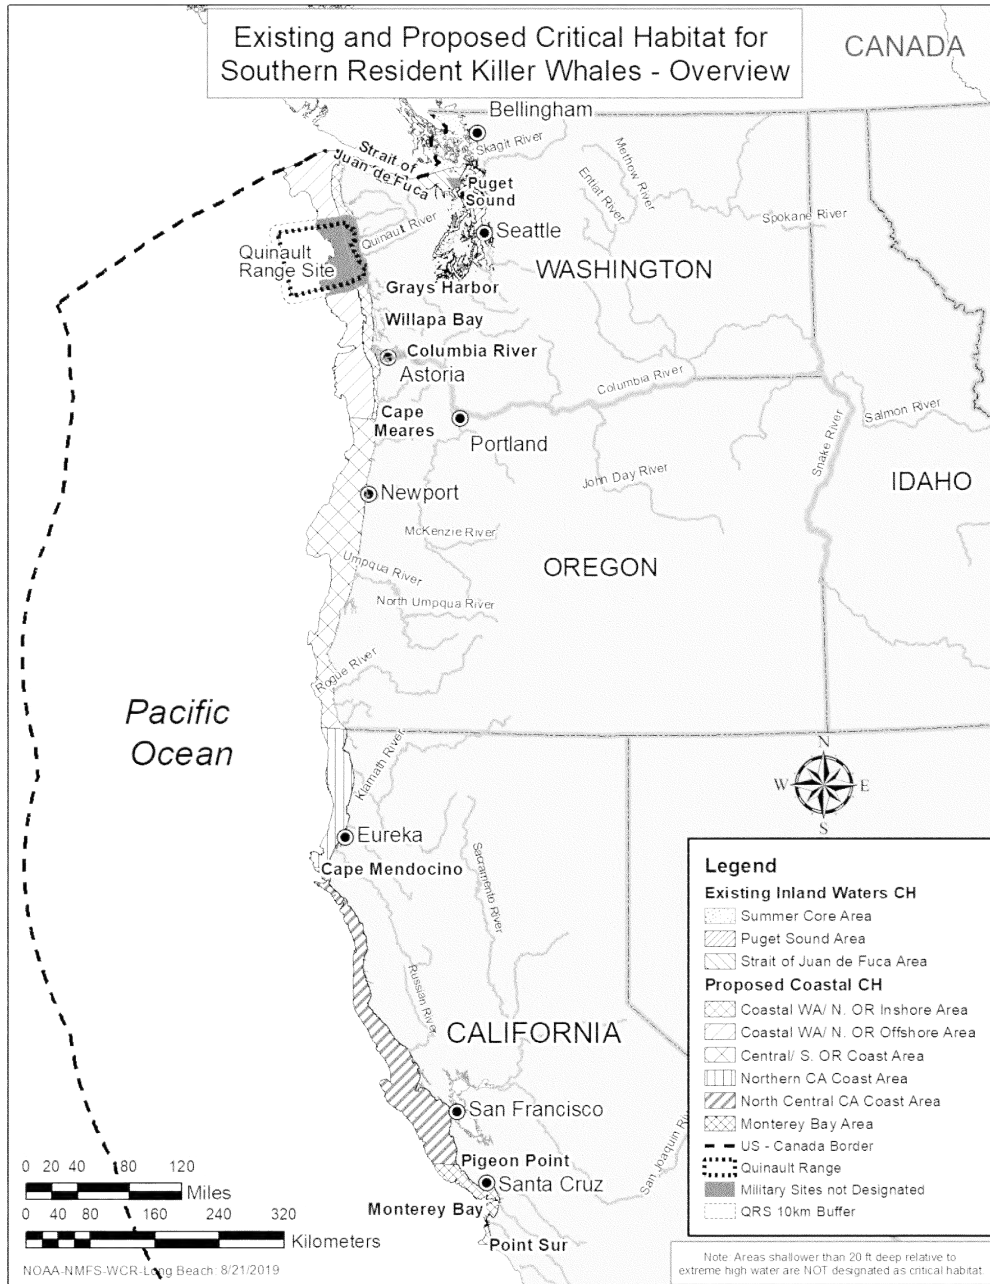 Existing and Proposed Critical Habitat for
Southern Resident Killer Whales - Overview
CANADA
Bellingham
Skagit River
Strait of
Juan de Fuca
Puget
Sound
Methow River
Entiat River
Spokane River
Quinault River
Seattle
Quinault
Range Site
WASHINGTON
Grays Harbor
Willapa Bay
Columbia River
Astoria
Columbia River
Cape
Meares
Portland
Salmon River
Snake River
John Day River
IDAHO
Newport
McKenzie River
Umpqua River
OREGON
North Umpqua River
Rogue River
Pacific
Ocean
Klamath River
N
W
E
S
Eureka
Cape Mendocino
Sacramento River
Russian River
CALIFORNIA
San Francisco
San Joaquin Ri
Pigeon Point
Santa Cruz
Monterey Bay
Point Sur
Legend
Existing Inland Waters CH
Summer Core Area
Puget Sound Area
Strait of Juan de Fuca Area
Proposed Coastal CH
Coastal WA/ N. OR Inshore Area
Coastal WA/ N. OR Offshore Area
Central/ S. OR Coast Area
Northern CA Coast Area
North Central CA Coast Area
Monterey Bay Area
US - Canada Border
Quinault Range
Military Sites not Designated
QRS 10km Buffer
0 20 40 80 120
Miles
0 40 80 160 240 320
Kilometers
NOAA-NMFS-WCR-Long Beach 8/21/2019
Note: Areas shallower than 20 ft deep relative to
extreme high water are NOT designated as critical habitat.